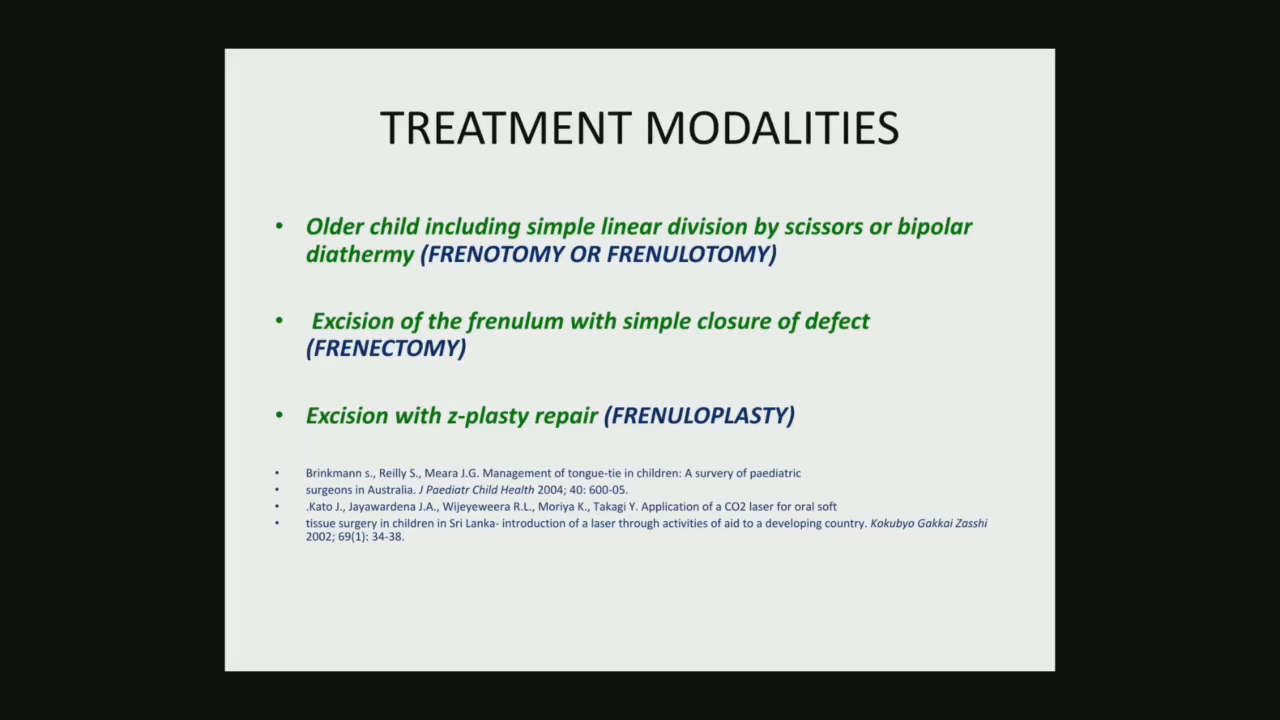 TREATMENT MODALITIES
• Older child including simple linear division by scissors or bipolar
diathermy (FRENOTOMY OR FRENULOTOMY)
• Excision of the frenulum with simple closure of defect
(FRENECTOMY)
• Excision with z-plasty repair (FRENULOPLASTY)
• Brinkmann s., Reilly S., Meara J.G. Management of tongue-tie in children: A survery of paediatric
• surgeons in Australia. J Paediatr Child Health 2004; 40: 600-05.
• .Kato J., Jayawardena J.A., Wijeyeweera R.L., Moriya K., Takagi Y. Application of a CO2 laser for oral soft
• tissue surgery in children in Sri Lanka- introduction of a laser through activities of aid to a developing country. Kokubyo Gakkai Zasshi
2002; 69(1): 34-38.